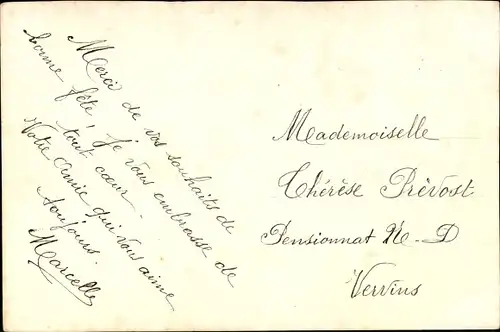 Merci de vos souhaits de
bonne fête! je vous embrasse de
tout cœur.
Votre Amie qui vous aime
toujours.
Marcelle
Mademoiselle
Thérèse Prévost
Pensionnat N-D
Vervins